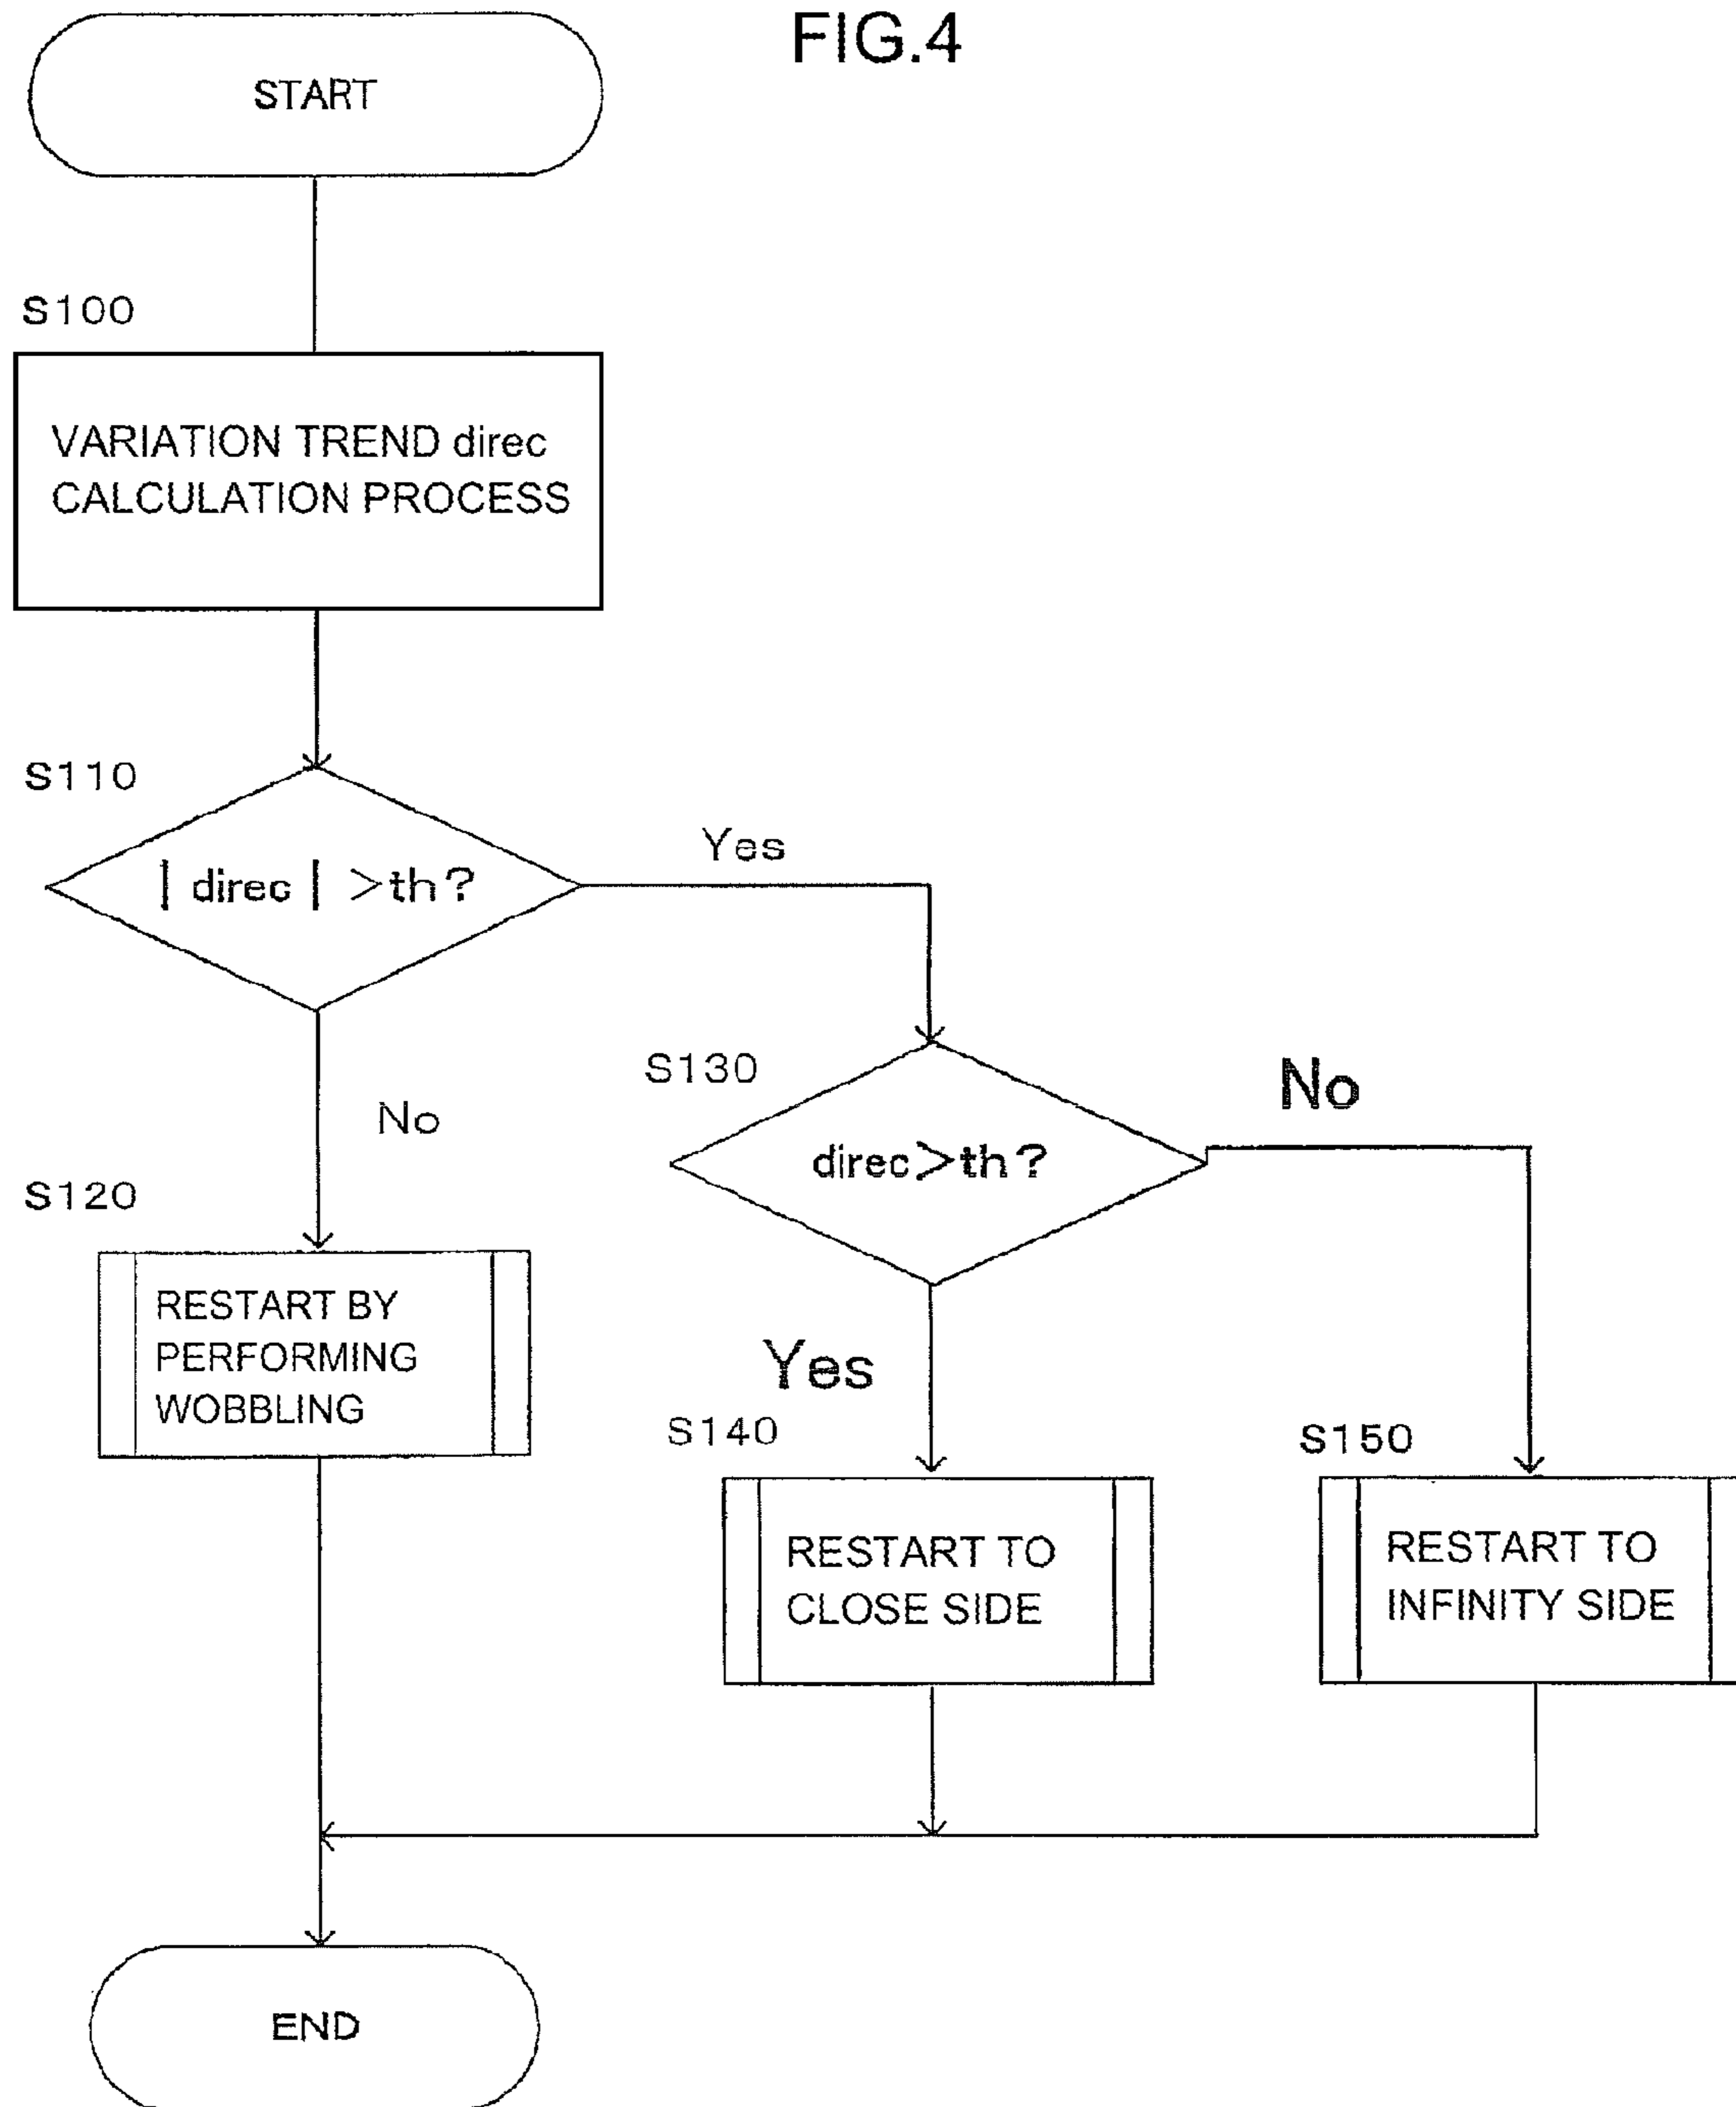 FIG.4
START
S100
VARIATION TREND direc
CALCULATION PROCESS
S110
| direc | >th?
Yes
No
S130
direc>th?
No
Yes
S120
RESTART BY
PERFORMING
WOBBLING
S140
RESTART TO
CLOSE SIDE
S150
RESTART TO
INFINITY SIDE
END